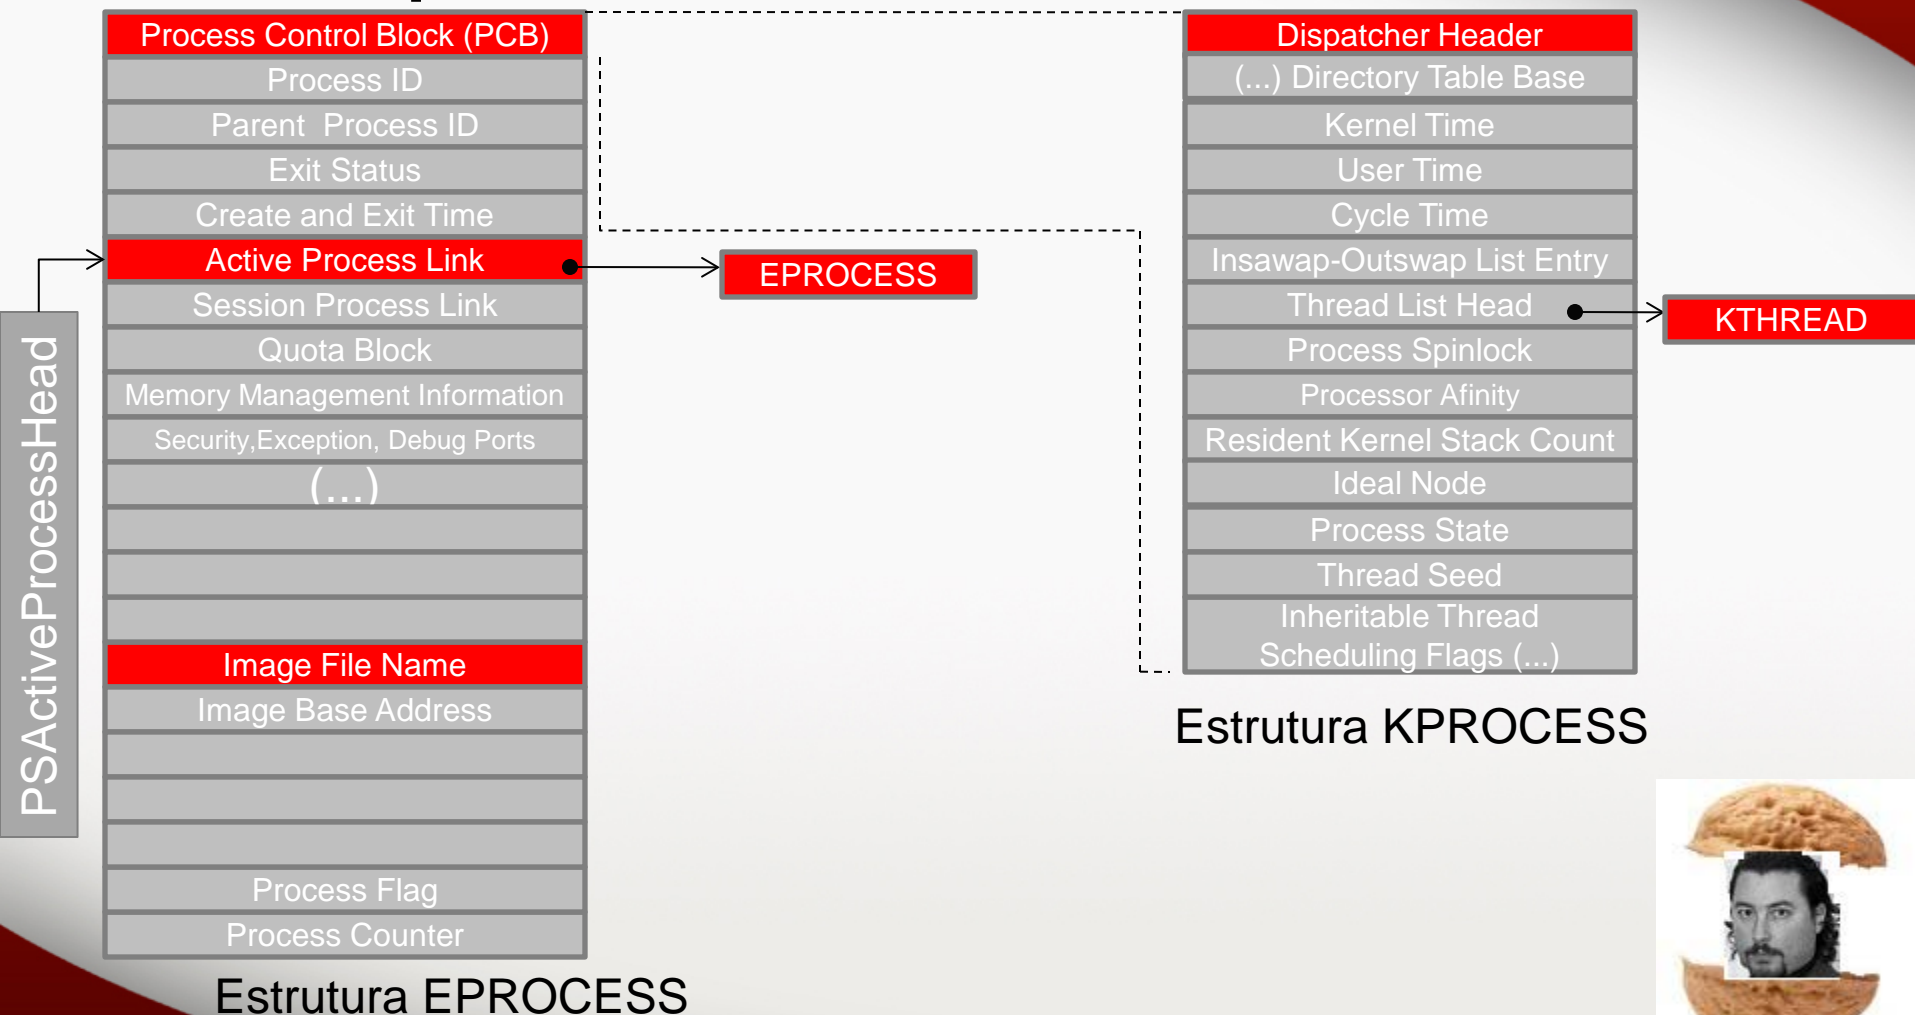 Process Control Block (PCB)
Process ID
Parent Process ID
Exit Status
Create and Exit Time
Active Process Link
Session Process Link
Quota Block
Memory Management Information
Security,Exception, Debug Ports
(...)
Image File Name
Image Base Address
Process Flag
Process Counter
Estrutura EPROCESS
PSActiveProcessHead
EPROCESS
Dispatcher Header
(...) Directory Table Base
Kernel Time
User Time
Cycle Time
Insawap-Outswap List Entry
Thread List Head
Process Spinlock
Processor Afinity
Resident Kernel Stack Count
Ideal Node
Process State
Thread Seed
Inheritable Thread
Scheduling Flags (...)
Estrutura KPROCESS
KTHREAD